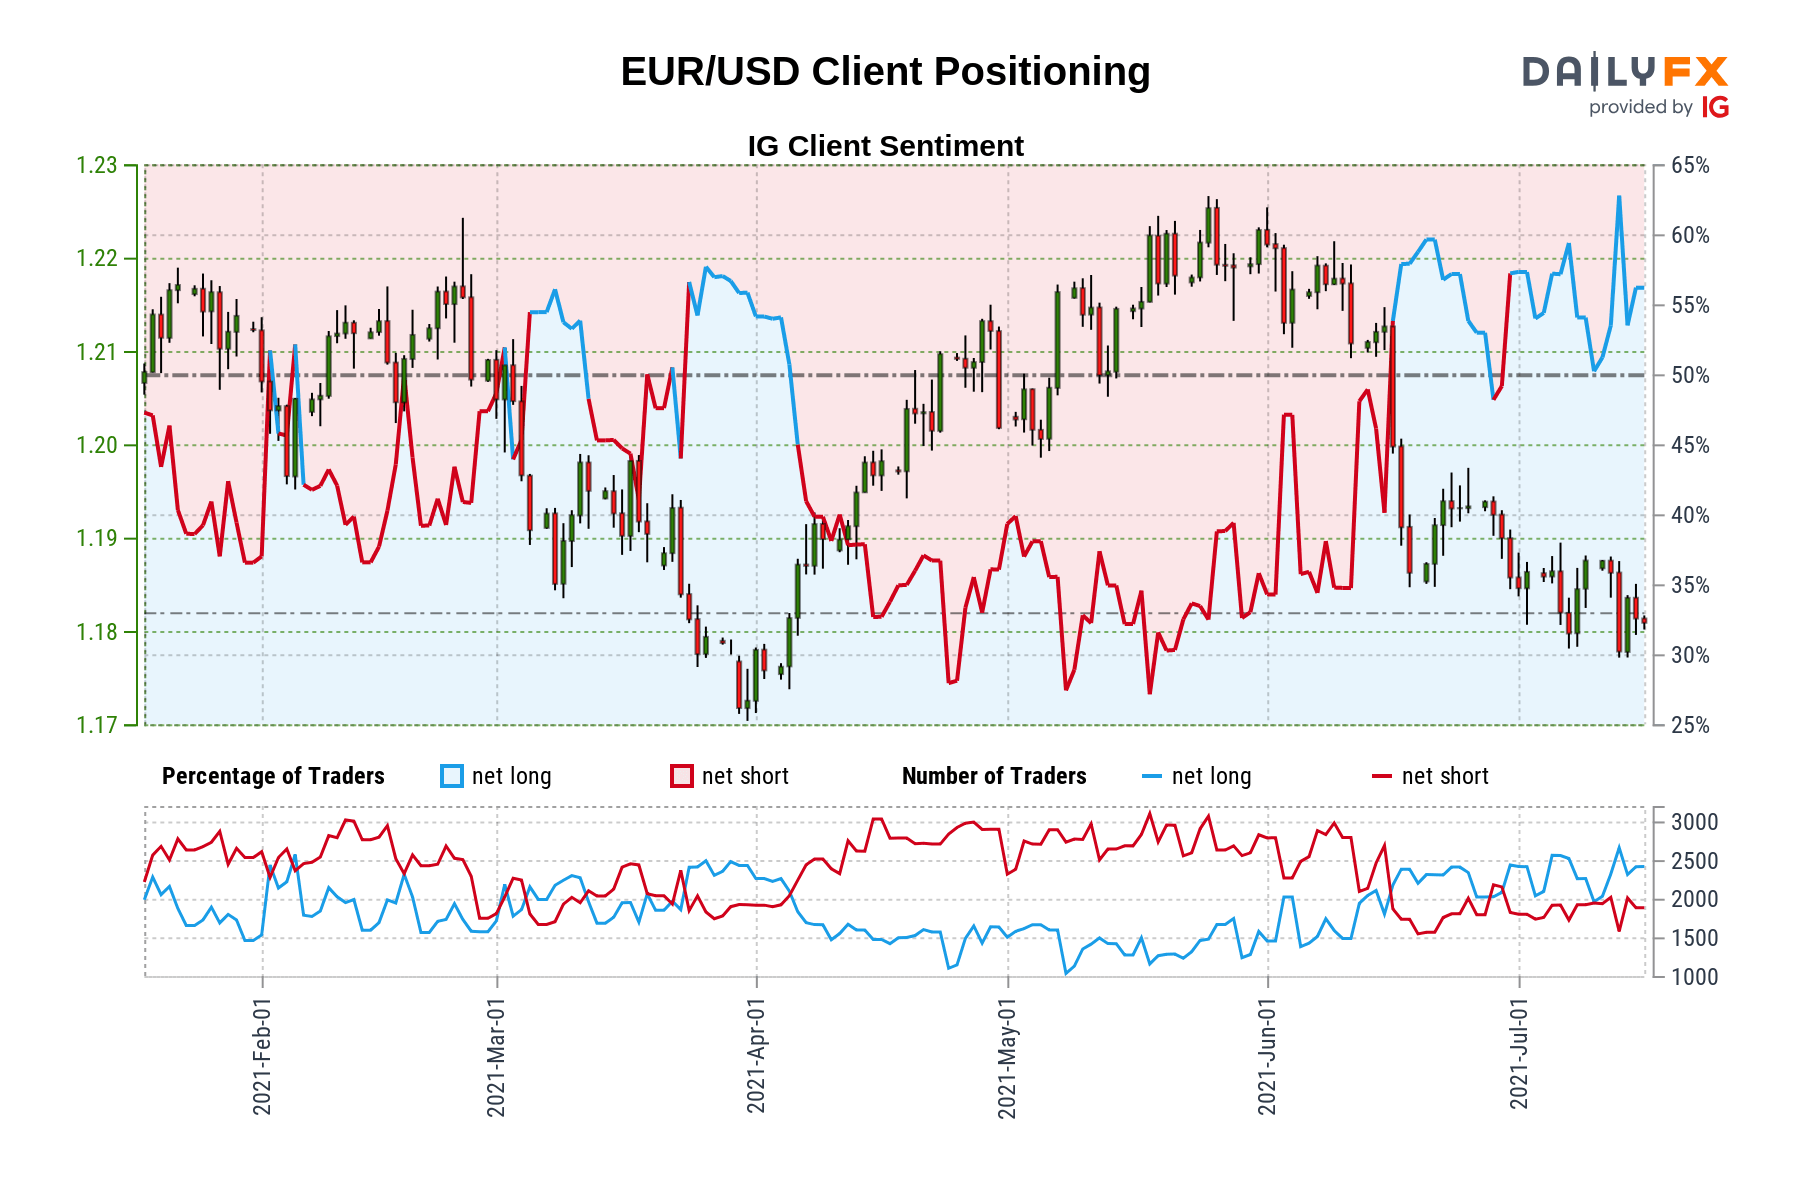 EUR/USD Client Positioning
DAILYFX
provided by IG
IG Client Sentiment
1.23
1.22
1.21
1.20
1.19
1.18
1.17
65%
60%
55%
50%
45%
40%
35%
30%
25%
Percentage of Traders net long net short Number of Traders net long net short
3000
2500
2000
1500
1000
2021-Feb-01
2021-Mar-01
2021-Apr-01
2021-May-01
2021-Jun-01
2021-Jul-01